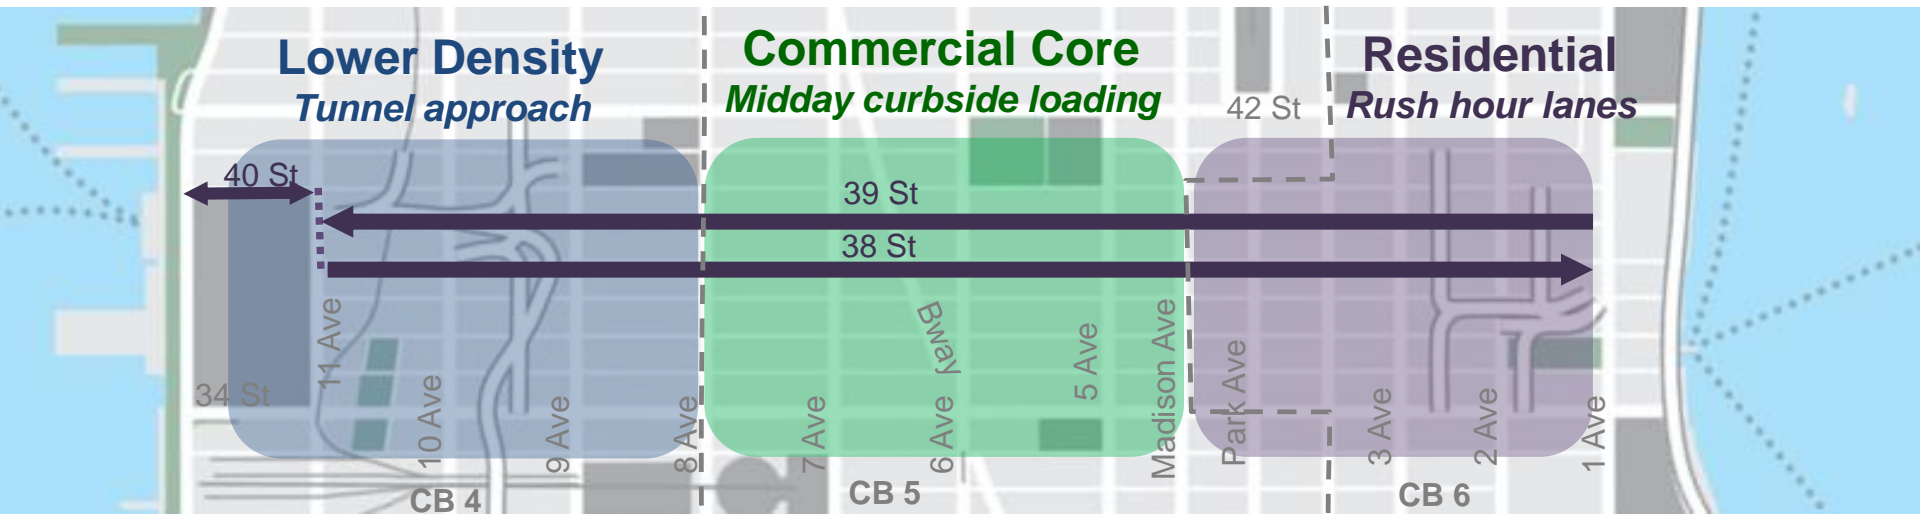 Lower Density
Tunnel approach
Commercial Core
Midday curbside loading
Residential
Rush hour lanes
42 St
40 St
39 St
38 St
34 St
11 Ave
10 Ave
9 Ave
8 Ave
7 Ave
Bway
6 Ave
5 Ave
Madison Ave
Park Ave
3 Ave
2 Ave
1 Ave
CB 4
CB 5
CB 6